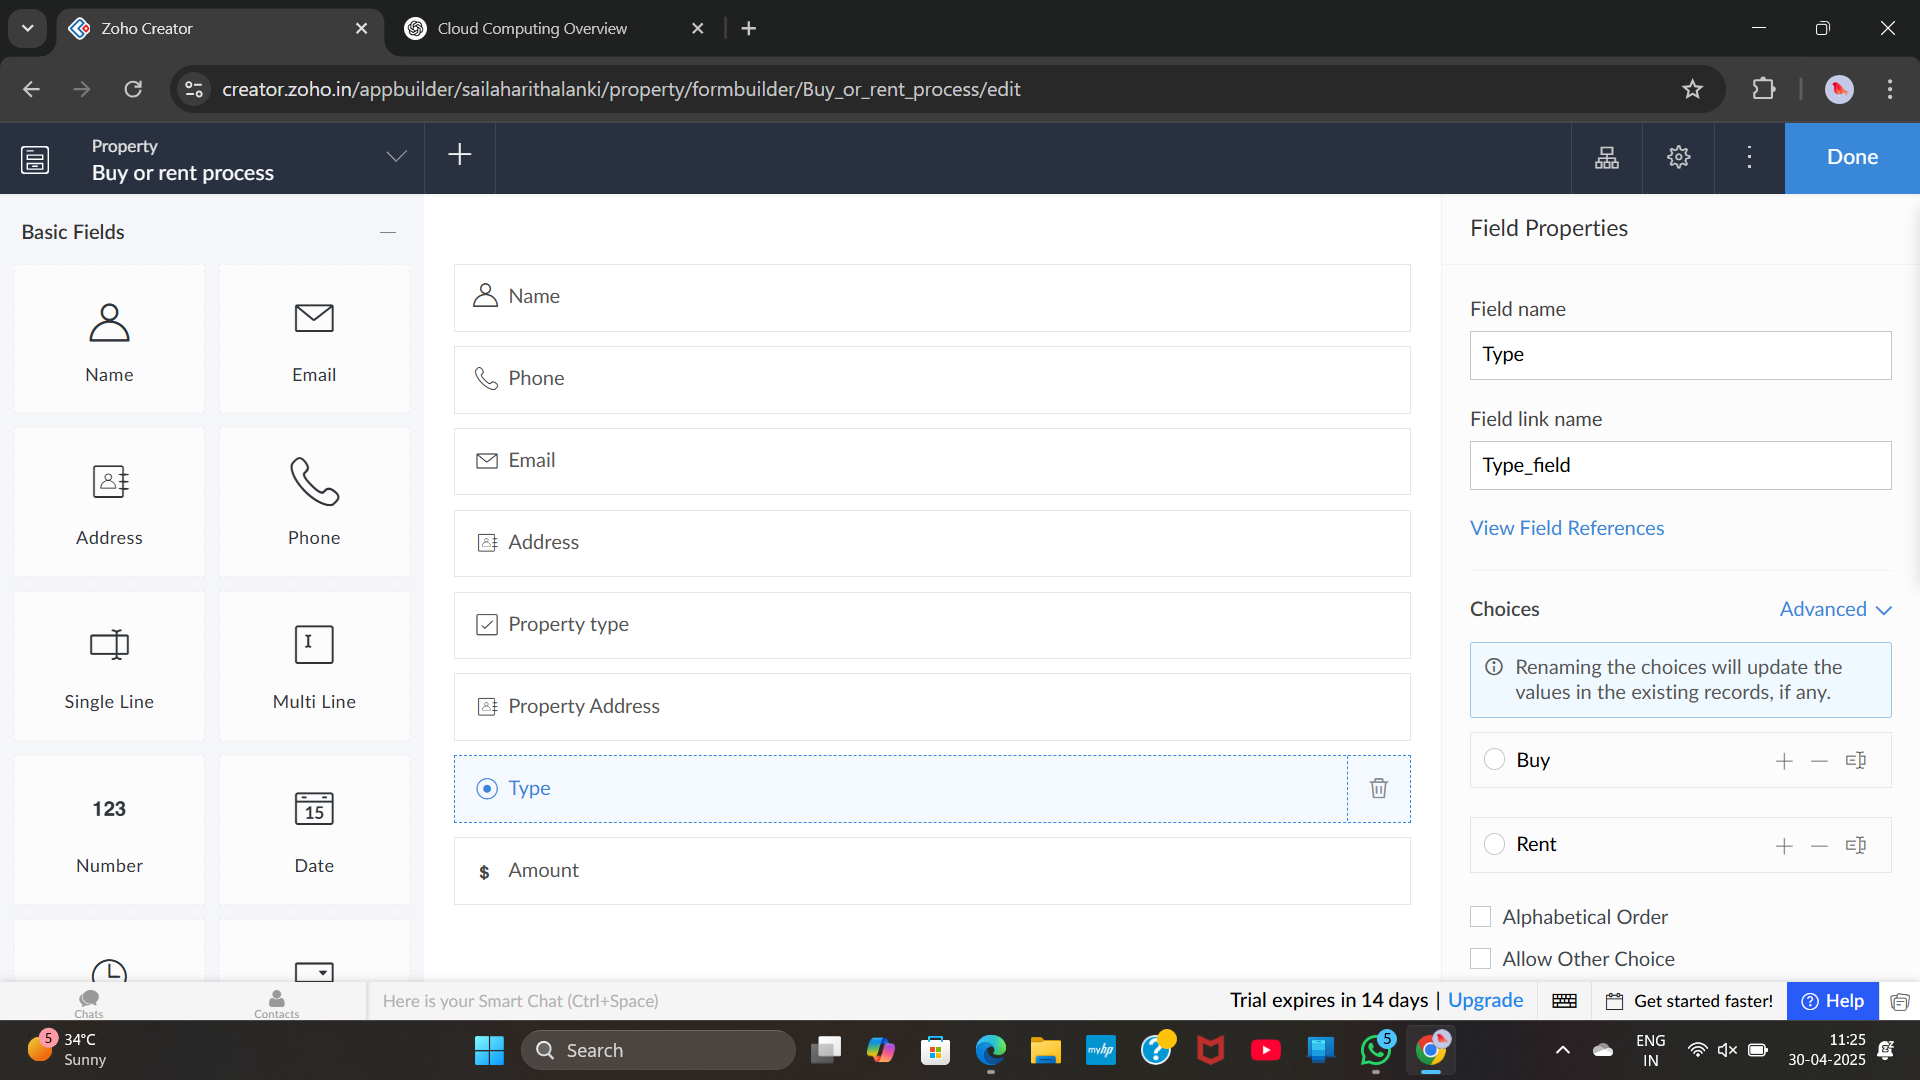 Zoho Creator
Cloud Computing Overview
creator.zoho.in/appbuilder/sailaharithalanki/property/formbuilder/Buy_or_rent_process/edit
Property
Buy or rent process
Done
Basic Fields
Name
Email
Address
Phone
Single Line
Multi Line
123
Number
15
Date
Name
Phone
Email
Address
Property type
Property Address
Type
$ Amount
Field Properties
Field name
Type
Field link name
Type_field
View Field References
Choices
Advanced
Renaming the choices will update the
values in the existing records, if any.
Buy
Rent
Alphabetical Order
Allow Other Choice
Chats
Contacts
Here is your Smart Chat (Ctrl+Space)
Trial expires in 14 days | Upgrade
Get started faster!
Help
5
34°C
Sunny
Search
myhp
5
ENG
IN
11:25
30-04-2025